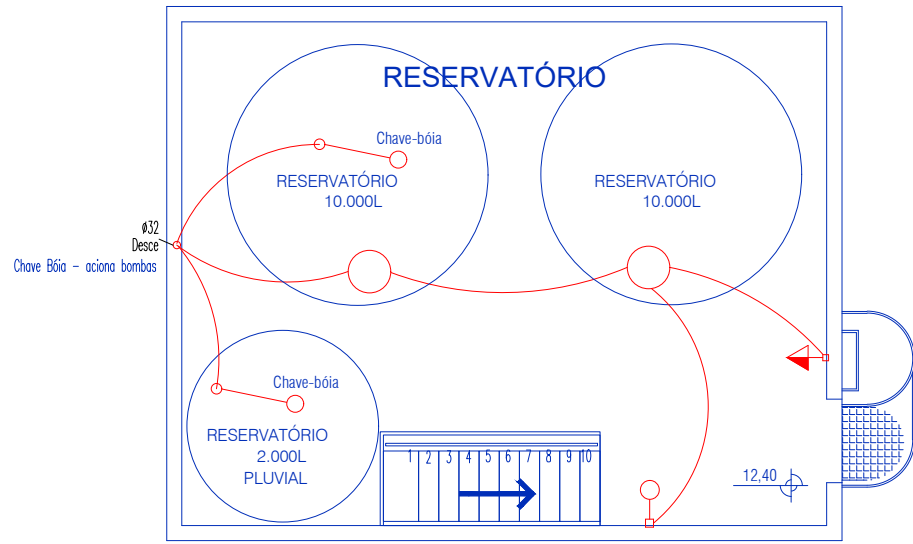 RESERVATÓRIO
Chave-bóia
RESERVATÓRIO
10.000L
RESERVATÓRIO
10.000L
ø32
Desce
Chave Bóia - aciona bombas
Chave-bóia
RESERVATÓRIO
2.000L
PLUVIAL
1 2 3 4 5 6 7 8 9 10
12,40